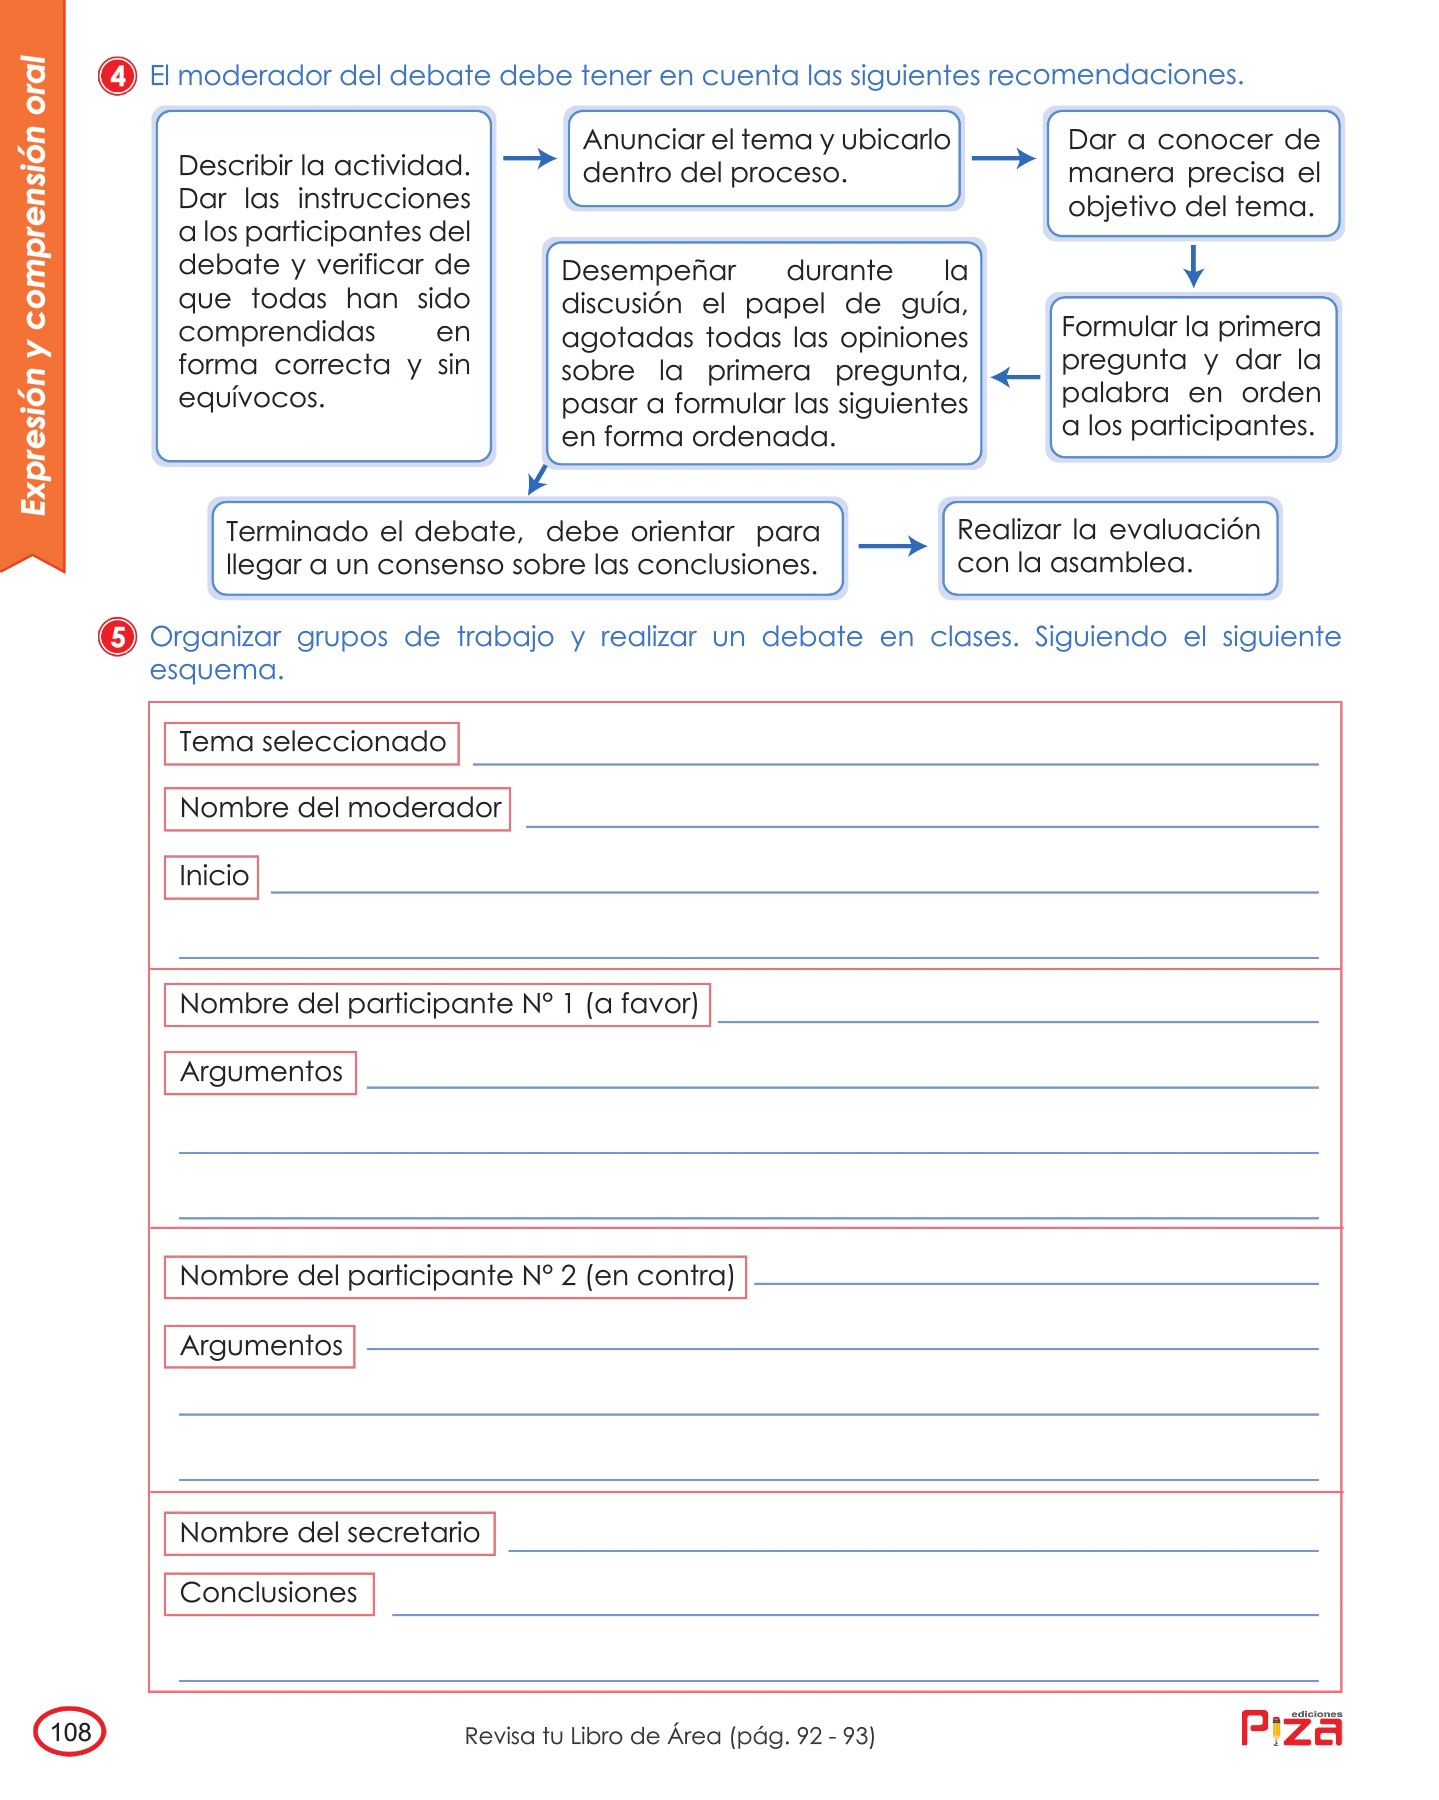 Expresión y comprensión oral
4 El moderador del debate debe tener en cuenta las siguientes recomendaciones.
Describir la actividad.
Dar las instrucciones
a los participantes del
debate y verificar de
que todas han sido
comprendidas en
forma correcta y sin
equívocos.
Anunciar el tema y ubicarlo
dentro del proceso.
Dar a conocer de
manera precisa el
objetivo del tema.
Formular la primera
pregunta y dar la
palabra en orden
a los participantes.
Desempeñar durante la
discusión el papel de guía,
agotadas todas las opiniones
sobre la primera pregunta,
pasar a formular las siguientes
en forma ordenada.
Terminado el debate, debe orientar para
llegar a un consenso sobre las conclusiones.
Realizar la evaluación
con la asamblea.
5 Organizar grupos de trabajo y realizar un debate en clases. Siguiendo el siguiente
esquema.
Tema seleccionado
Nombre del moderador
Inicio
Nombre del participante N° 1 (a favor)
Argumentos
Nombre del participante N° 2 (en contra)
Argumentos
Nombre del secretario
Conclusiones
108
Revisa tu Libro de Área (pág. 92 - 93)
ediciones
Piza